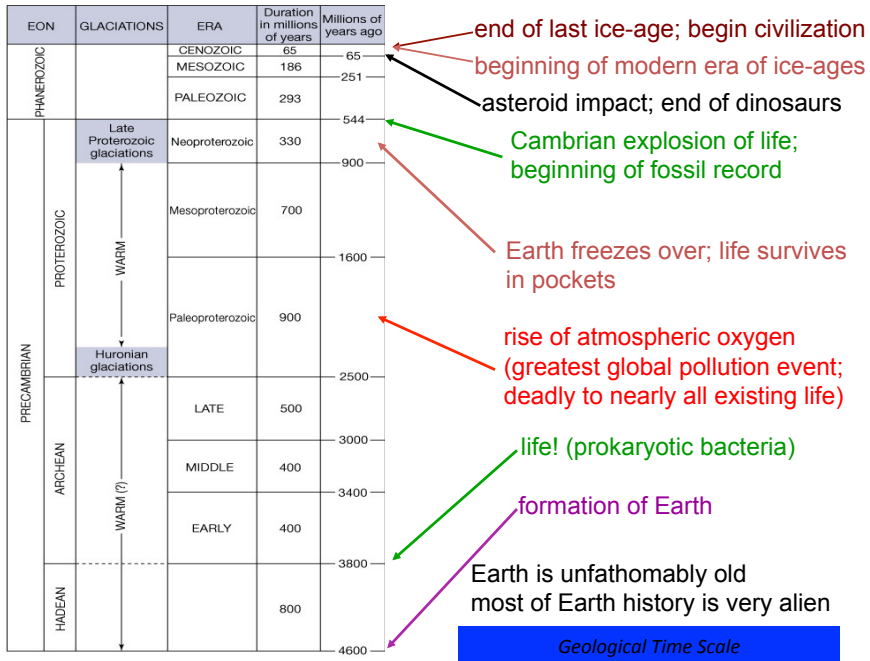 EON GLACIATIONS ERA Duration in millions of years Millions of years ago
PHANEROZOIC
CENOZOIC 65
65
MESOZOIC 186
251
PALEOZOIC 293
544
PRECAMBRIAN
PROTEROZOIC
Late
Proterozoic
glaciations
Neoproterozoic 330
900
WARM
Mesoproterozoic 700
1600
Paleoproterozoic 900
Huronian
glaciations
2500
ARCHEAN
WARM (?)
LATE 500
3000
MIDDLE 400
3400
EARLY 400
3800
HADEAN
800
4600
end of last ice-age; begin civilization
beginning of modern era of ice-ages
asteroid impact; end of dinosaurs
Cambrian explosion of life;
beginning of fossil record
Earth freezes over; life survives
in pockets
rise of atmospheric oxygen
(greatest global pollution event;
deadly to nearly all existing life)
life! (prokaryotic bacteria)
formation of Earth
Earth is unfathomably old
most of Earth history is very alien
Geological Time Scale